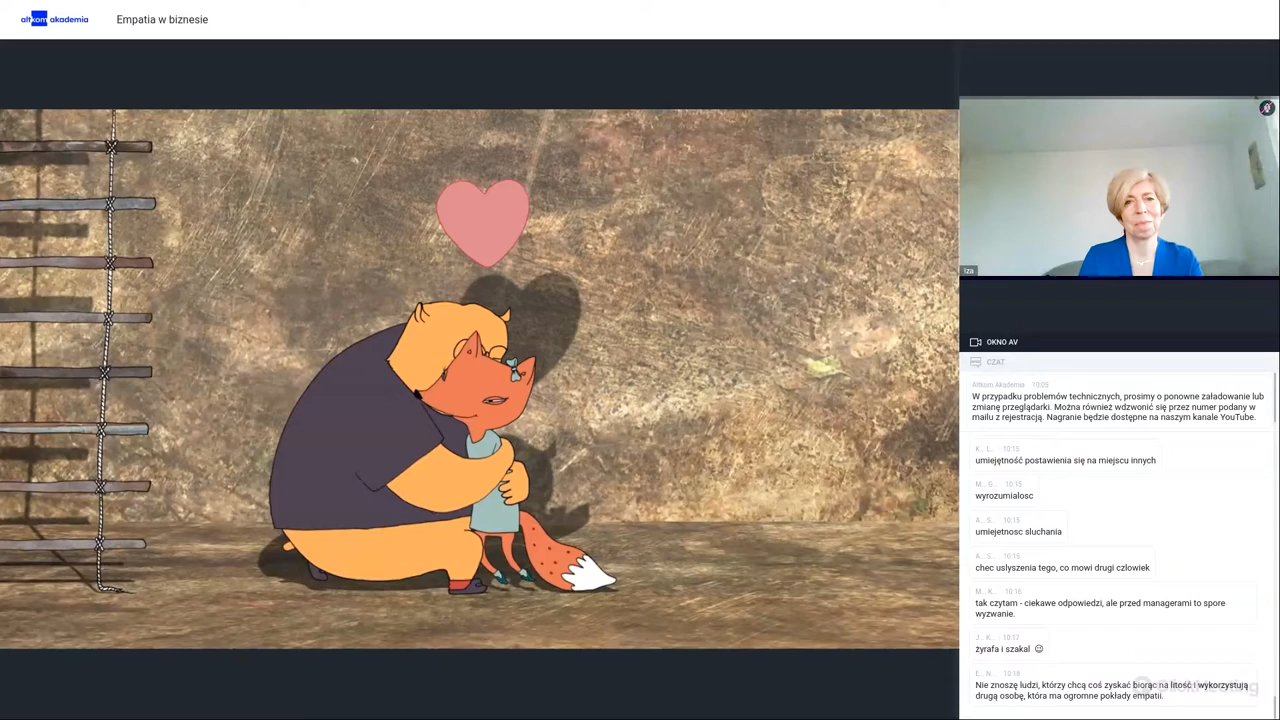 altkom akademia
Empatia w biznesie
Iza
OKNO AV
CZAT
Altkom Akademia 10:05
W przypadku problemów technicznych, prosimy o ponowne załadowanie lub
zmianę przeglądarki. Można również wdzwonić się przez numer podany w
mailu z rejestracją. Nagranie będzie dostępne na naszym kanale YouTube.
K... I... 10:15
umiejętność postawienia się na miejscu innych
M... G... 10:15
wyrozumialosc
A... S... 10:15
umiejetnosc sluchania
A... S... 10:15
chec uslyszenia tego, co mowi drugi czlowiek
M... K... 10:16
tak czytam - ciekawe odpowiedzi, ale przed managerami to spore
wyzwanie.
J... K... 10:17
żyrafa i szakal 😉
E... N... 10:18
Nie znoszę ludzi, którzy chcą coś zyskać biorąc na litość i wykorzystują
drugą osobę, która ma ogromne pokłady empatii.